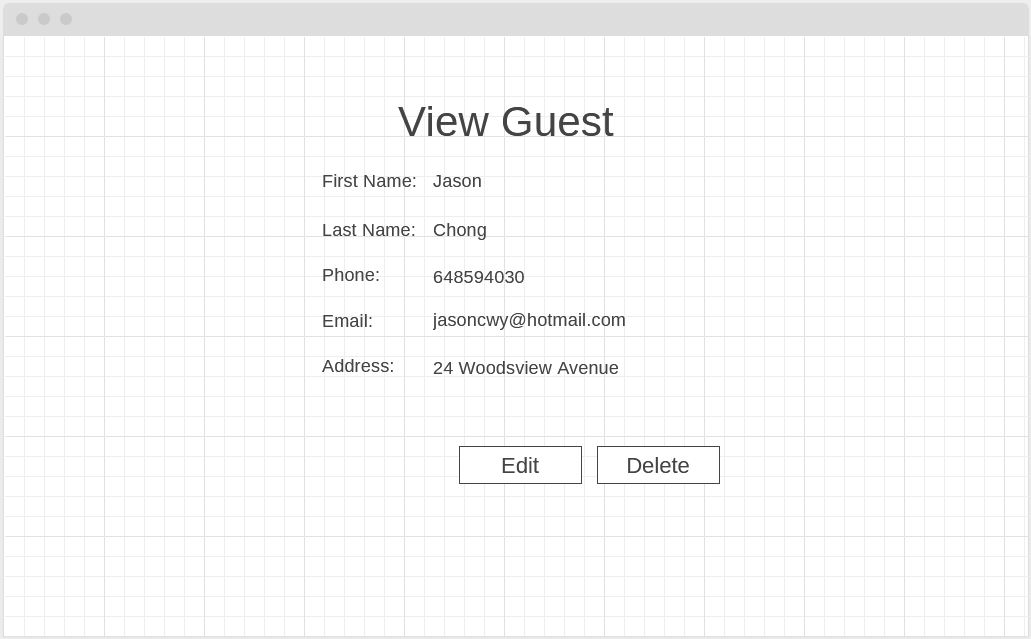 View Guest
First Name: Jason
Last Name: Chong
Phone: 648594030
Email: jasoncwy@hotmail.com
Address: 24 Woodsview Avenue
Edit Delete